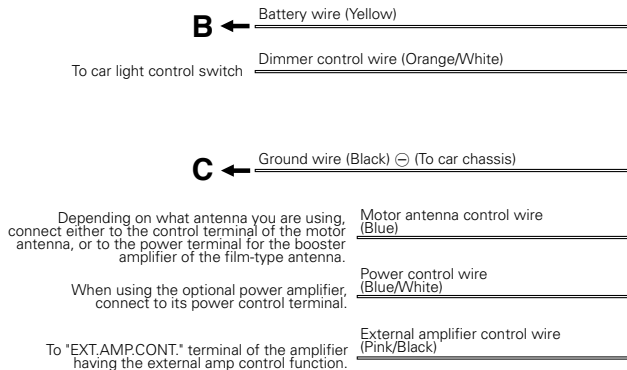 B
Battery wire (Yellow)
To car light control switch
Dimmer control wire (Orange/White)
C
Ground wire (Black) ⊖ (To car chassis)
Depending on what antenna you are using,
connect either to the control terminal of the motor
antenna, or to the power terminal for the booster
amplifier of the film-type antenna.
Motor antenna control wire
(Blue)
When using the optional power amplifier,
connect to its power control terminal.
Power control wire
(Blue/White)
To "EXT.AMP.CONT." terminal of the amplifier
having the external amp control function.
External amplifier control wire
(Pink/Black)